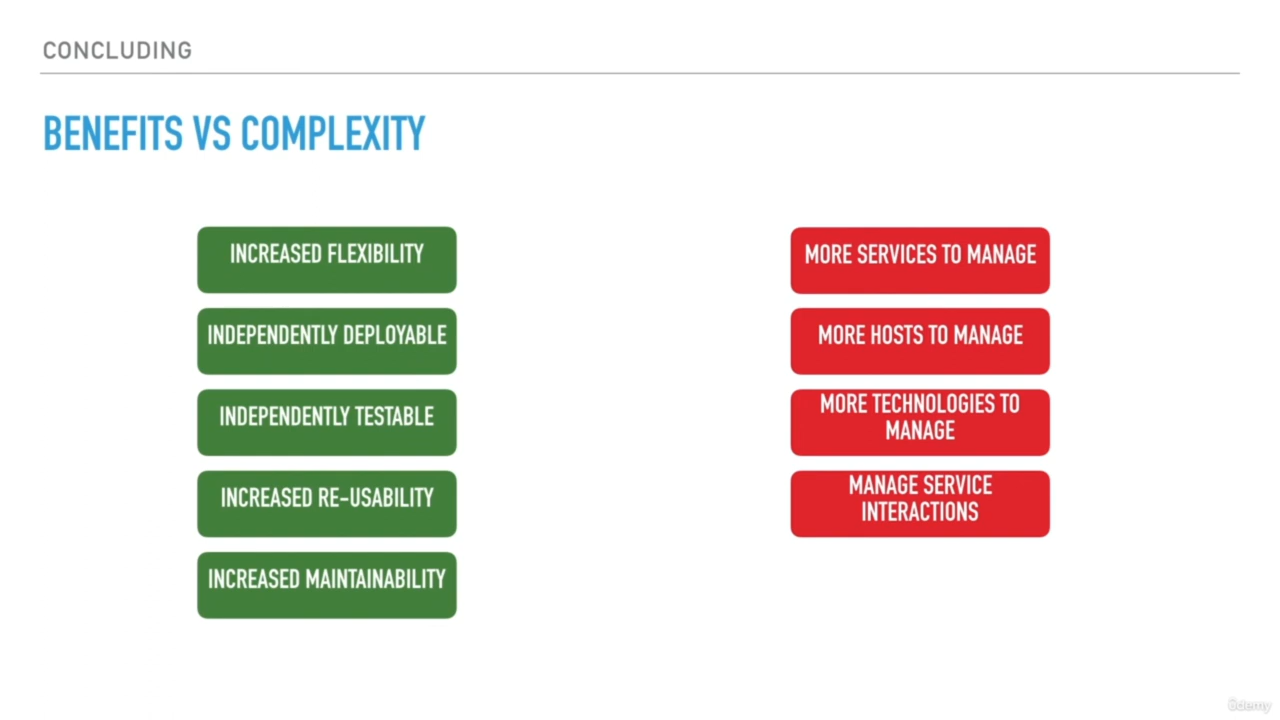 CONCLUDING
BENEFITS VS COMPLEXITY
INCREASED FLEXIBILITY
INDEPENDENTLY DEPLOYABLE
INDEPENDENTLY TESTABLE
INCREASED RE-USABILITY
INCREASED MAINTAINABILITY
MORE SERVICES TO MANAGE
MORE HOSTS TO MANAGE
MORE TECHNOLOGIES TO
MANAGE
MANAGE SERVICE
INTERACTIONS
ûdemy